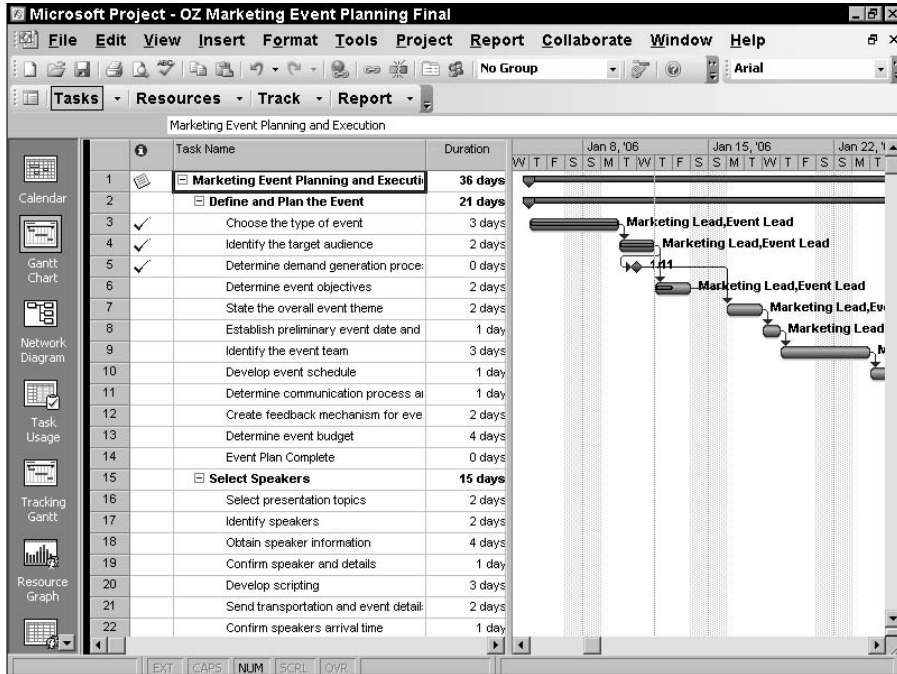 Microsoft Project - OZ Marketing Event Planning Final
File Edit View Insert Format Tools Project Report Collaborate Window Help
No Group Arial
Tasks Resources Track Report
Marketing Event Planning and Execution
Task Name Duration Jan 8, '06 Jan 15, '06 Jan 22, '
W T F S S M T W T F S S M T W T F S S M T
1 Marketing Event Planning and Executi 36 days
2 Define and Plan the Event 21 days
3 Choose the type of event 3 days Marketing Lead,Event Lead
4 Identify the target audience 2 days Marketing Lead,Event Lead
5 Determine demand generation proce 0 days 1/11
6 Determine event objectives 2 days Marketing Lead,Event Lead
7 State the overall event theme 2 days Marketing Lead,Ev
8 Establish preliminary event date and 1 day Marketing Lead
9 Identify the event team 3 days M
10 Develop event schedule 1 day
11 Determine communication process a 1 day
12 Create feedback mechanism for eve 2 days
13 Determine event budget 4 days
14 Event Plan Complete 0 days
15 Select Speakers 15 days
16 Select presentation topics 2 days
17 Identify speakers 2 days
18 Obtain speaker information 4 days
19 Confirm speaker and details 1 day
20 Develop scripting 3 days
21 Send transportation and event detail 2 days
22 Confirm speakers arrival time 1 day
Calendar
Gantt
Chart
Network
Diagram
Task
Usage
Tracking
Gantt
Resource
Graph
EXT CAPS NUM SCRL OVR